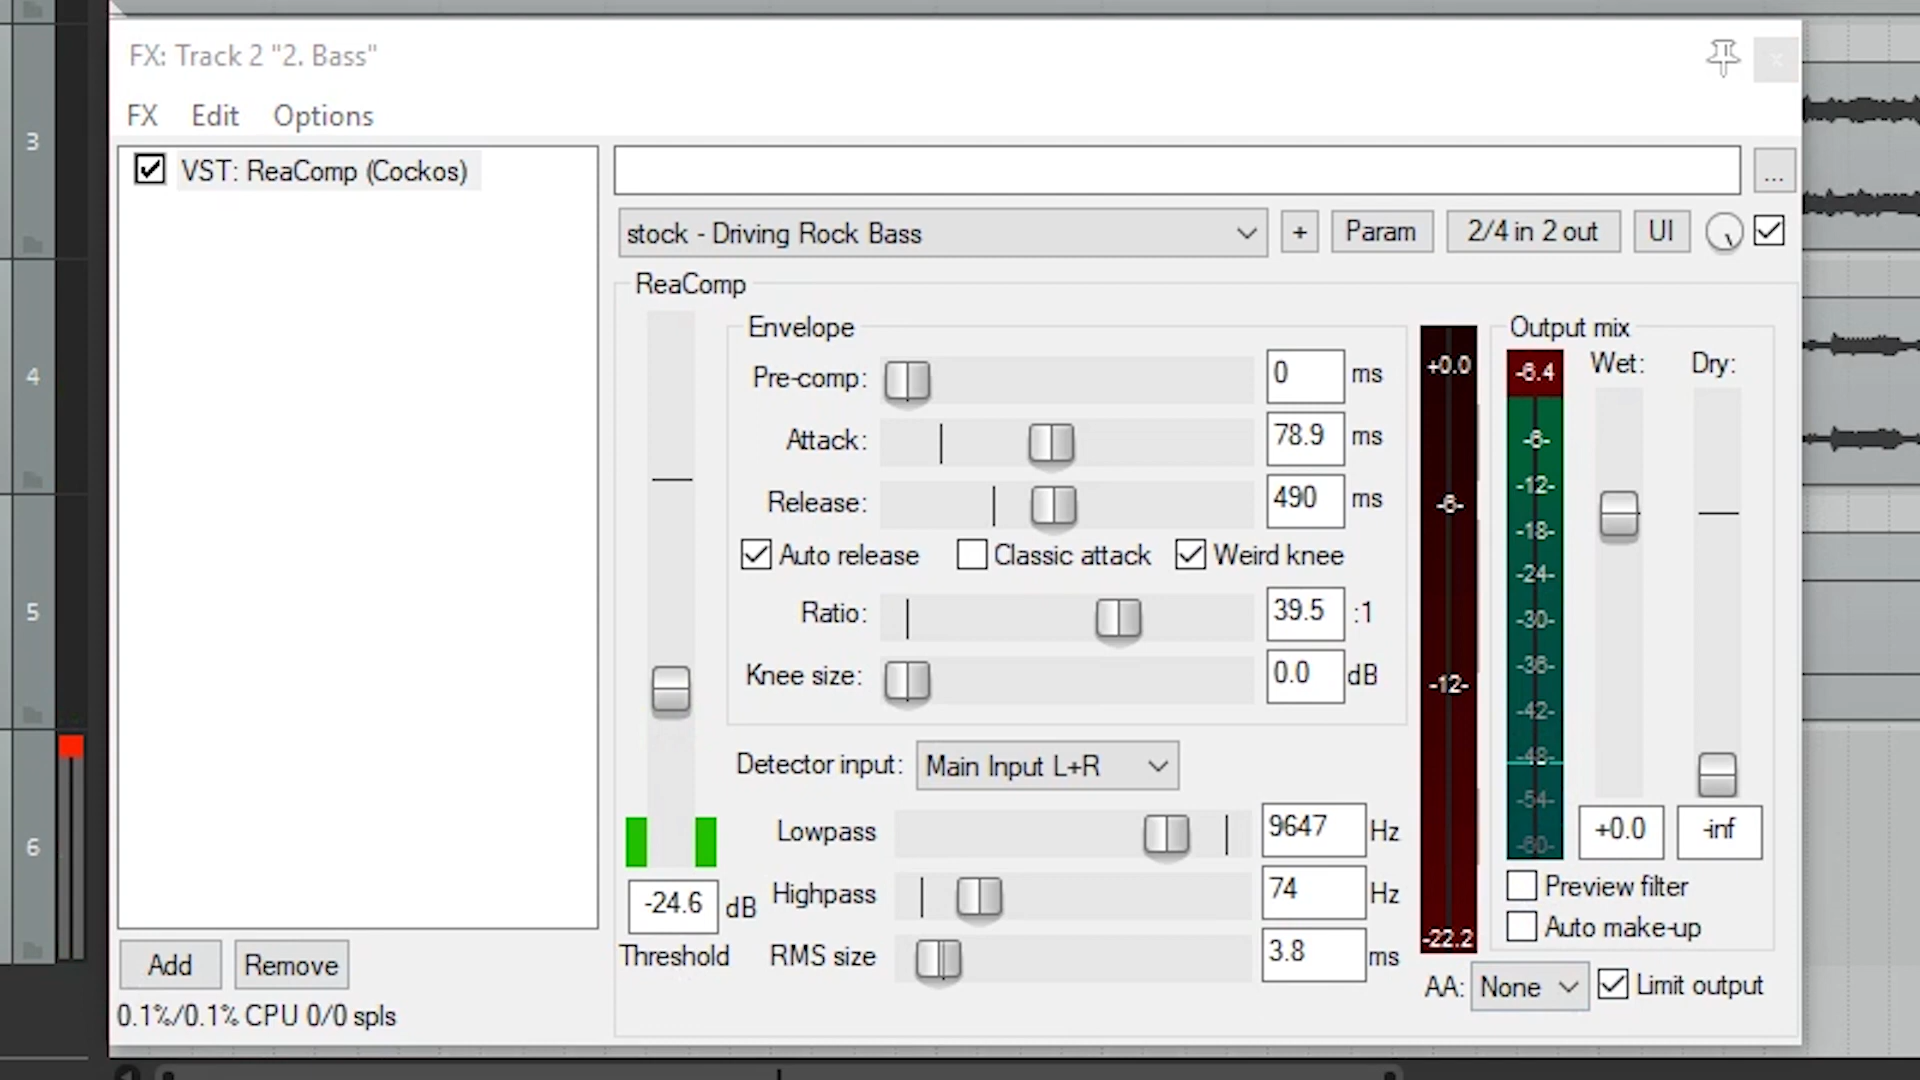 FX: Track 2 "2. Bass"
x
FX Edit Options
3
VST: ReaComp (Cockos)
...
stock - Driving Rock Bass + Param 2/4 in 2 out UI
ReaComp
Envelope
Output mix
Pre-comp: 0 ms
+0.0
-6.4
Wet: Dry:
4
Attack: 78.9 ms
-6-
-12-
Release: 490 ms
-6-
-18-
Auto release Classic attack Weird knee
-24-
5
Ratio: 39.5 :1
-30-
Knee size: 0.0 dB
-12-
-36-
-42-
Detector input: Main Input L+R
-48-
-54-
6
Lowpass 9647 Hz
-60-
+0.0 -inf
Highpass 74 Hz
Preview filter
-24.6 dB
Auto make-up
-22.2
Threshold
RMS size 3.8 ms
Add Remove
AA: None Limit output
0.1%/0.1% CPU 0/0 spls